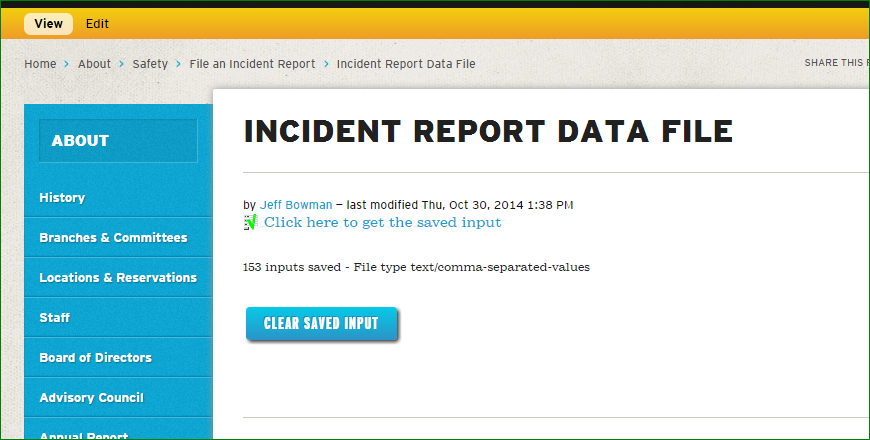 View Edit
Home > About > Safety > File an Incident Report > Incident Report Data File
SHARE THIS
ABOUT
History
Branches & Committees
Locations & Reservations
Staff
Board of Directors
Advisory Council
Annual Report
INCIDENT REPORT DATA FILE
by Jeff Bowman — last modified Thu, Oct 30, 2014 1:38 PM
Click here to get the saved input
153 inputs saved - File type text/comma-separated-values
CLEAR SAVED INPUT